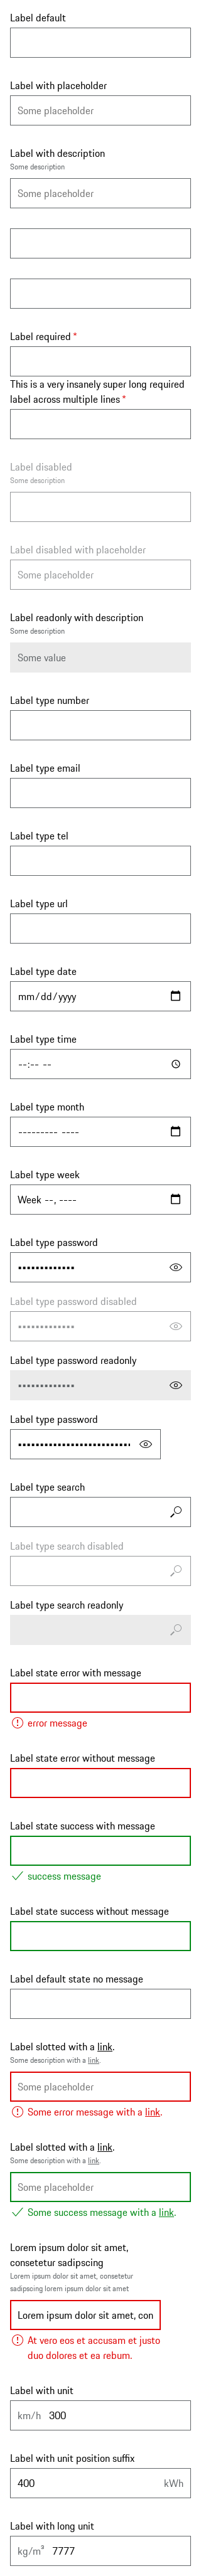 Label default
Label with placeholder
Some placeholder
Label with description
Some description
Some placeholder
Label required *
This is a very insanely super long required
label across multiple lines *
Label disabled
Some description
Label disabled with placeholder
Some placeholder
Label readonly with description
Some description
Some value
Label type number
Label type email
Label type tel
Label type url
Label type date
mm/dd/yyyy
Label type time
--:-- --
Label type month
--------- ----
Label type week
Week --, ----
Label type password
•••••••••••••
Label type password disabled
•••••••••••••
Label type password readonly
•••••••••••••
Label type password
••••••••••••••••••••••••••
Label type search
Label type search disabled
Label type search readonly
Label state error with message
error message
Label state error without message
Label state success with message
success message
Label state success without message
Label default state no message
Label slotted with a link.
Some description with a link.
Some placeholder
Some error message with a link.
Label slotted with a link.
Some description with a link.
Some placeholder
Some success message with a link.
Lorem ipsum dolor sit amet,
consetetur sadipscing
Lorem ipsum dolor sit amet, consetetur
sadipscing lorem ipsum dolor sit amet
Lorem ipsum dolor sit amet, con
At vero eos et accusam et justo
duo dolores et ea rebum.
Label with unit
km/h 300
Label with unit position suffix
400 kWh
Label with long unit
kg/m³ 7777